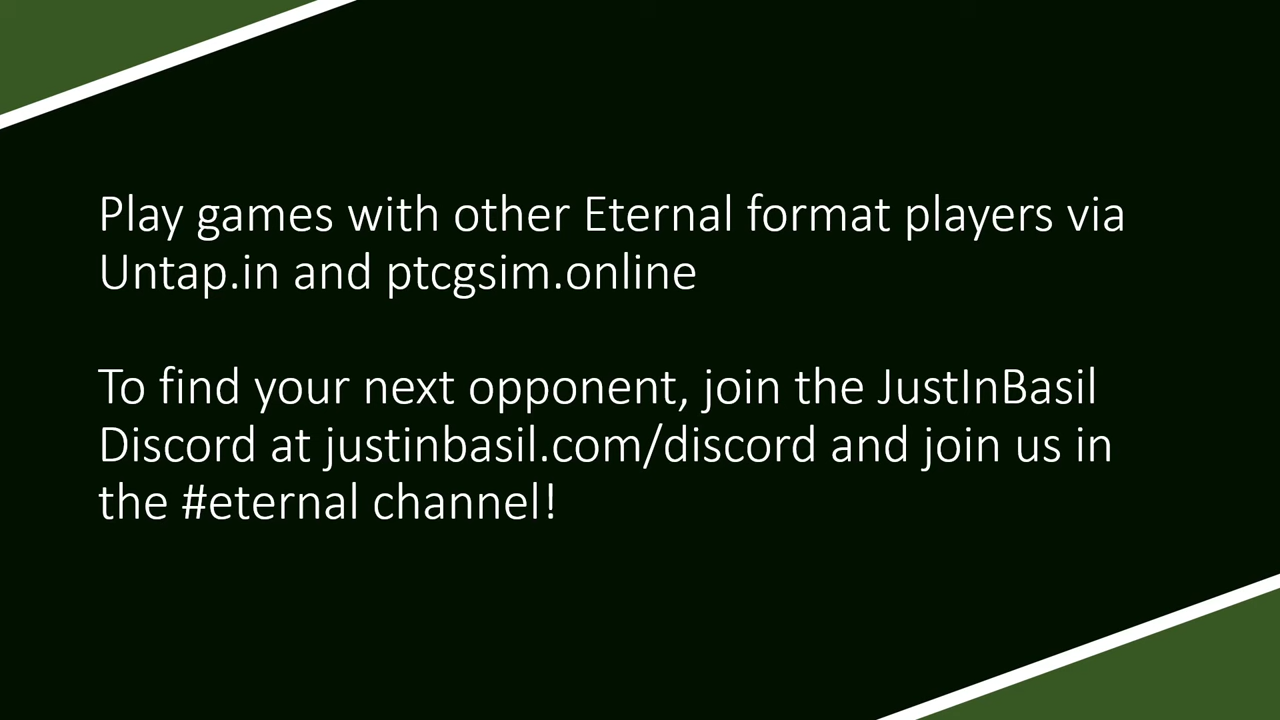 Play games with other Eternal format players via
Untap.in and ptcgsim.online
To find your next opponent, join the JustInBasil
Discord at justinbasil.com/discord and join us in
the #eternal channel!